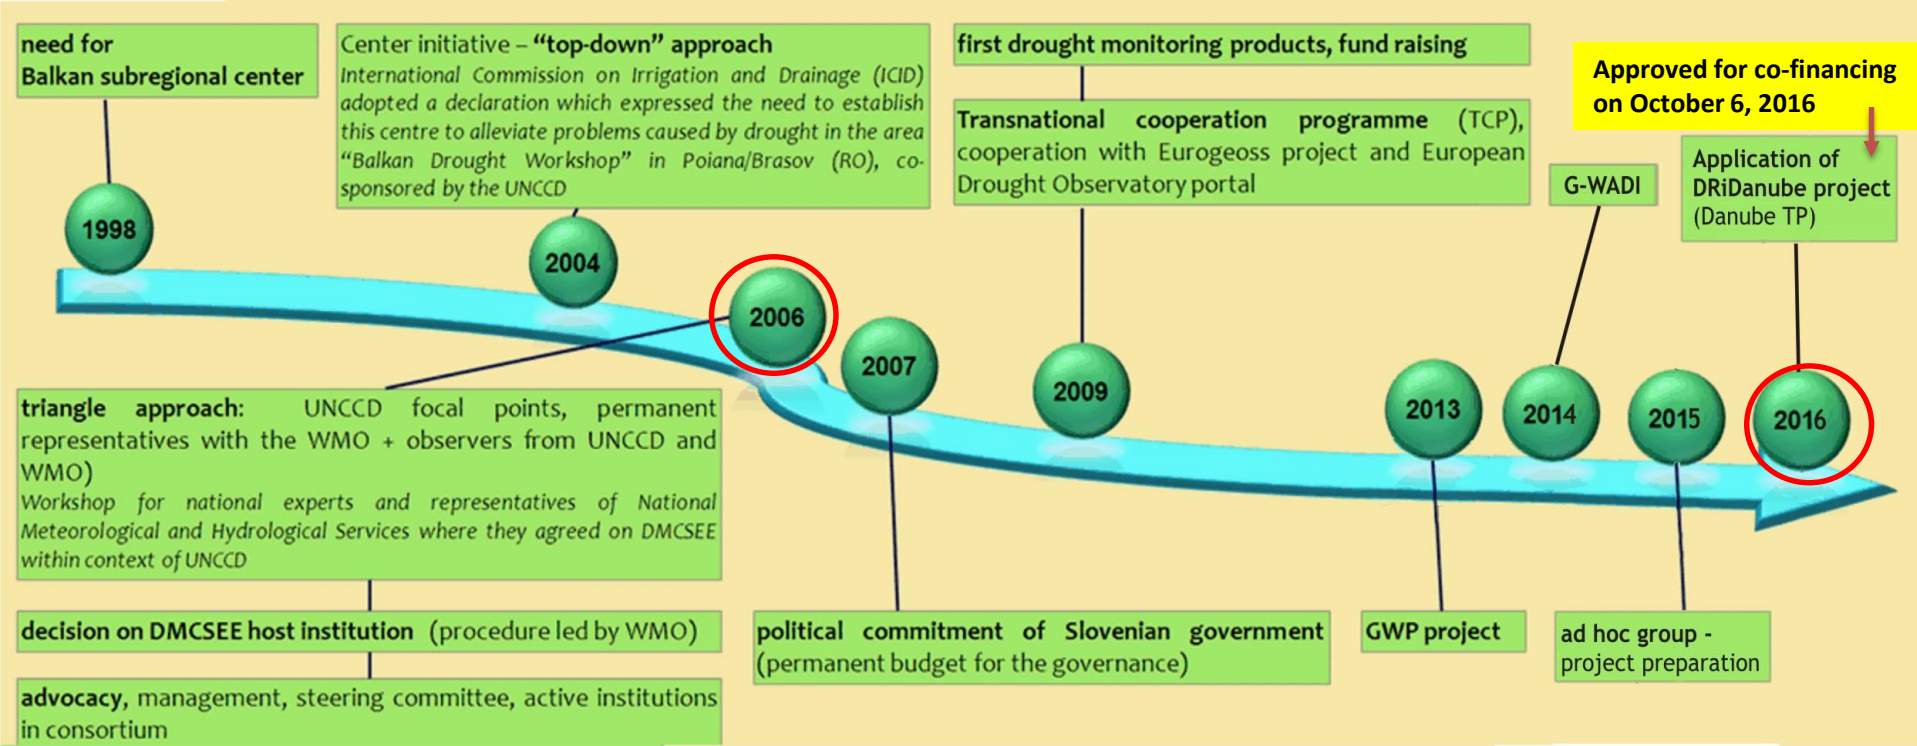 need for
Balkan subregional center
Center initiative – “top-down” approach
International Commission on Irrigation and Drainage (ICID)
adopted a declaration which expressed the need to establish
this centre to alleviate problems caused by drought in the area
“Balkan Drought Workshop” in Poiana/Brasov (RO), co-
sponsored by the UNCCD
first drought monitoring products, fund raising
Transnational cooperation programme (TCP),
cooperation with Eurogeoss project and European
Drought Observatory portal
Approved for co-financing
on October 6, 2016
G-WADI
Application of
DRiDanube project
(Danube TP)
1998
2004
2006
2007
2009
2013
2014
2015
2016
triangle approach: UNCCD focal points, permanent
representatives with the WMO + observers from UNCCD and
WMO)
Workshop for national experts and representatives of National
Meteorological and Hydrological Services where they agreed on DMCSEE
within context of UNCCD
decision on DMCSEE host institution (procedure led by WMO)
advocacy, management, steering committee, active institutions
in consortium
political commitment of Slovenian government
(permanent budget for the governance)
GWP project
ad hoc group -
project preparation